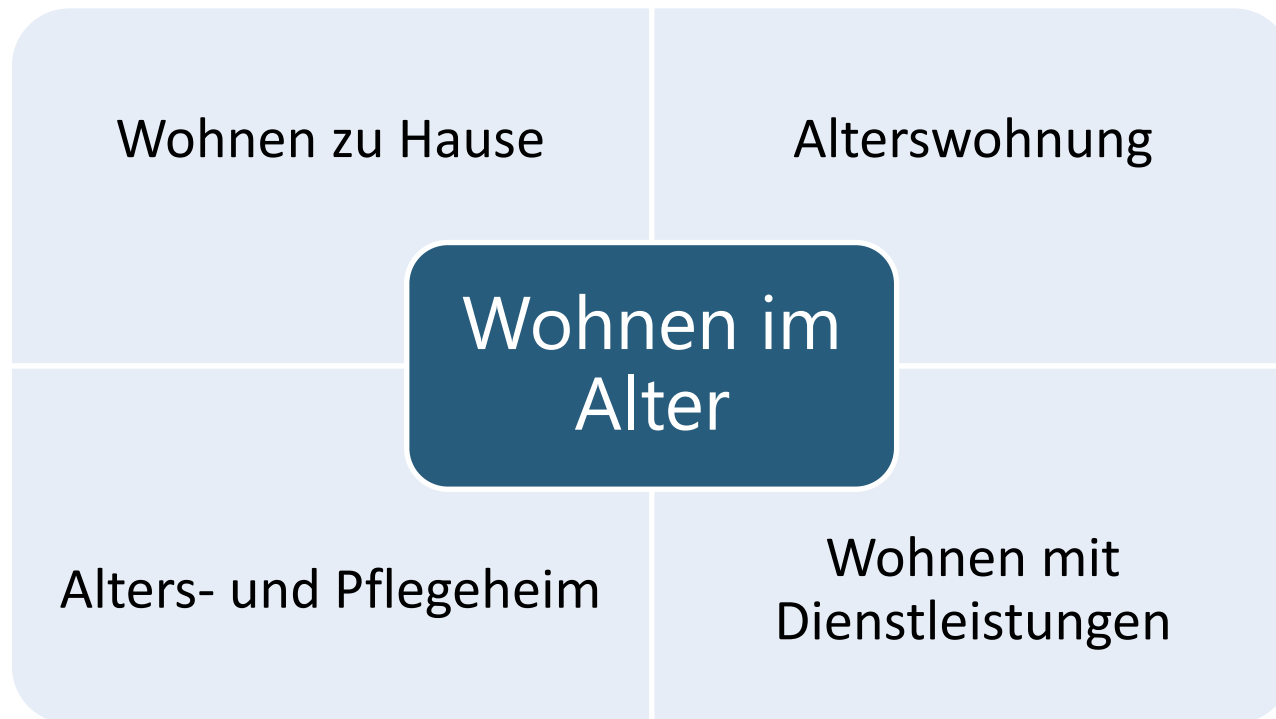 Wohnen zu Hause
Alterswohnung
Wohnen im
Alter
Alters- und Pflegeheim
Wohnen mit
Dienstleistungen